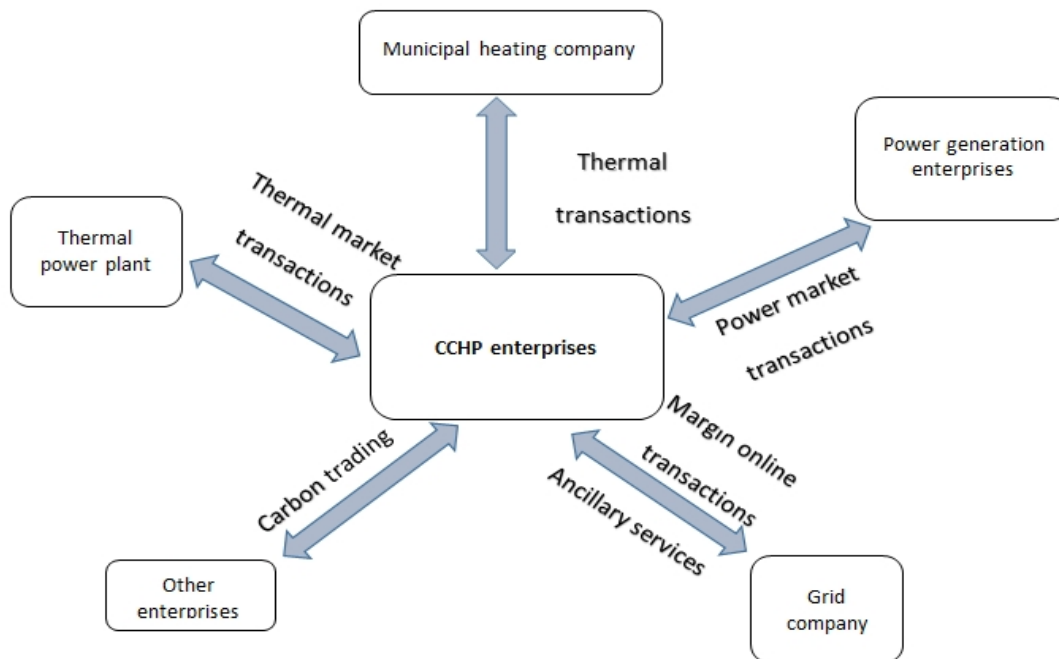 Municipal heating company
Power generation
enterprises
Thermal
transactions
Thermal market
transactions
Thermal
power plant
Power market
transactions
CCHP enterprises
Margin online
transactions
Ancillary services
Carbon trading
Other
enterprises
Grid
company